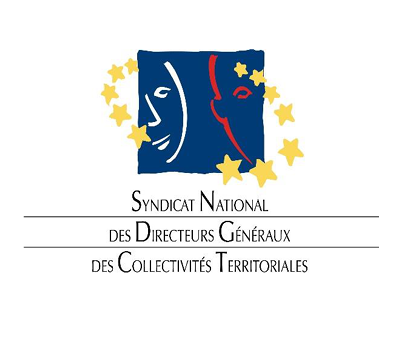 SYNDICAT NATIONAL
DES DIRECTEURS GÉNÉRAUX
DES COLLECTIVITÉS TERRITORIALES